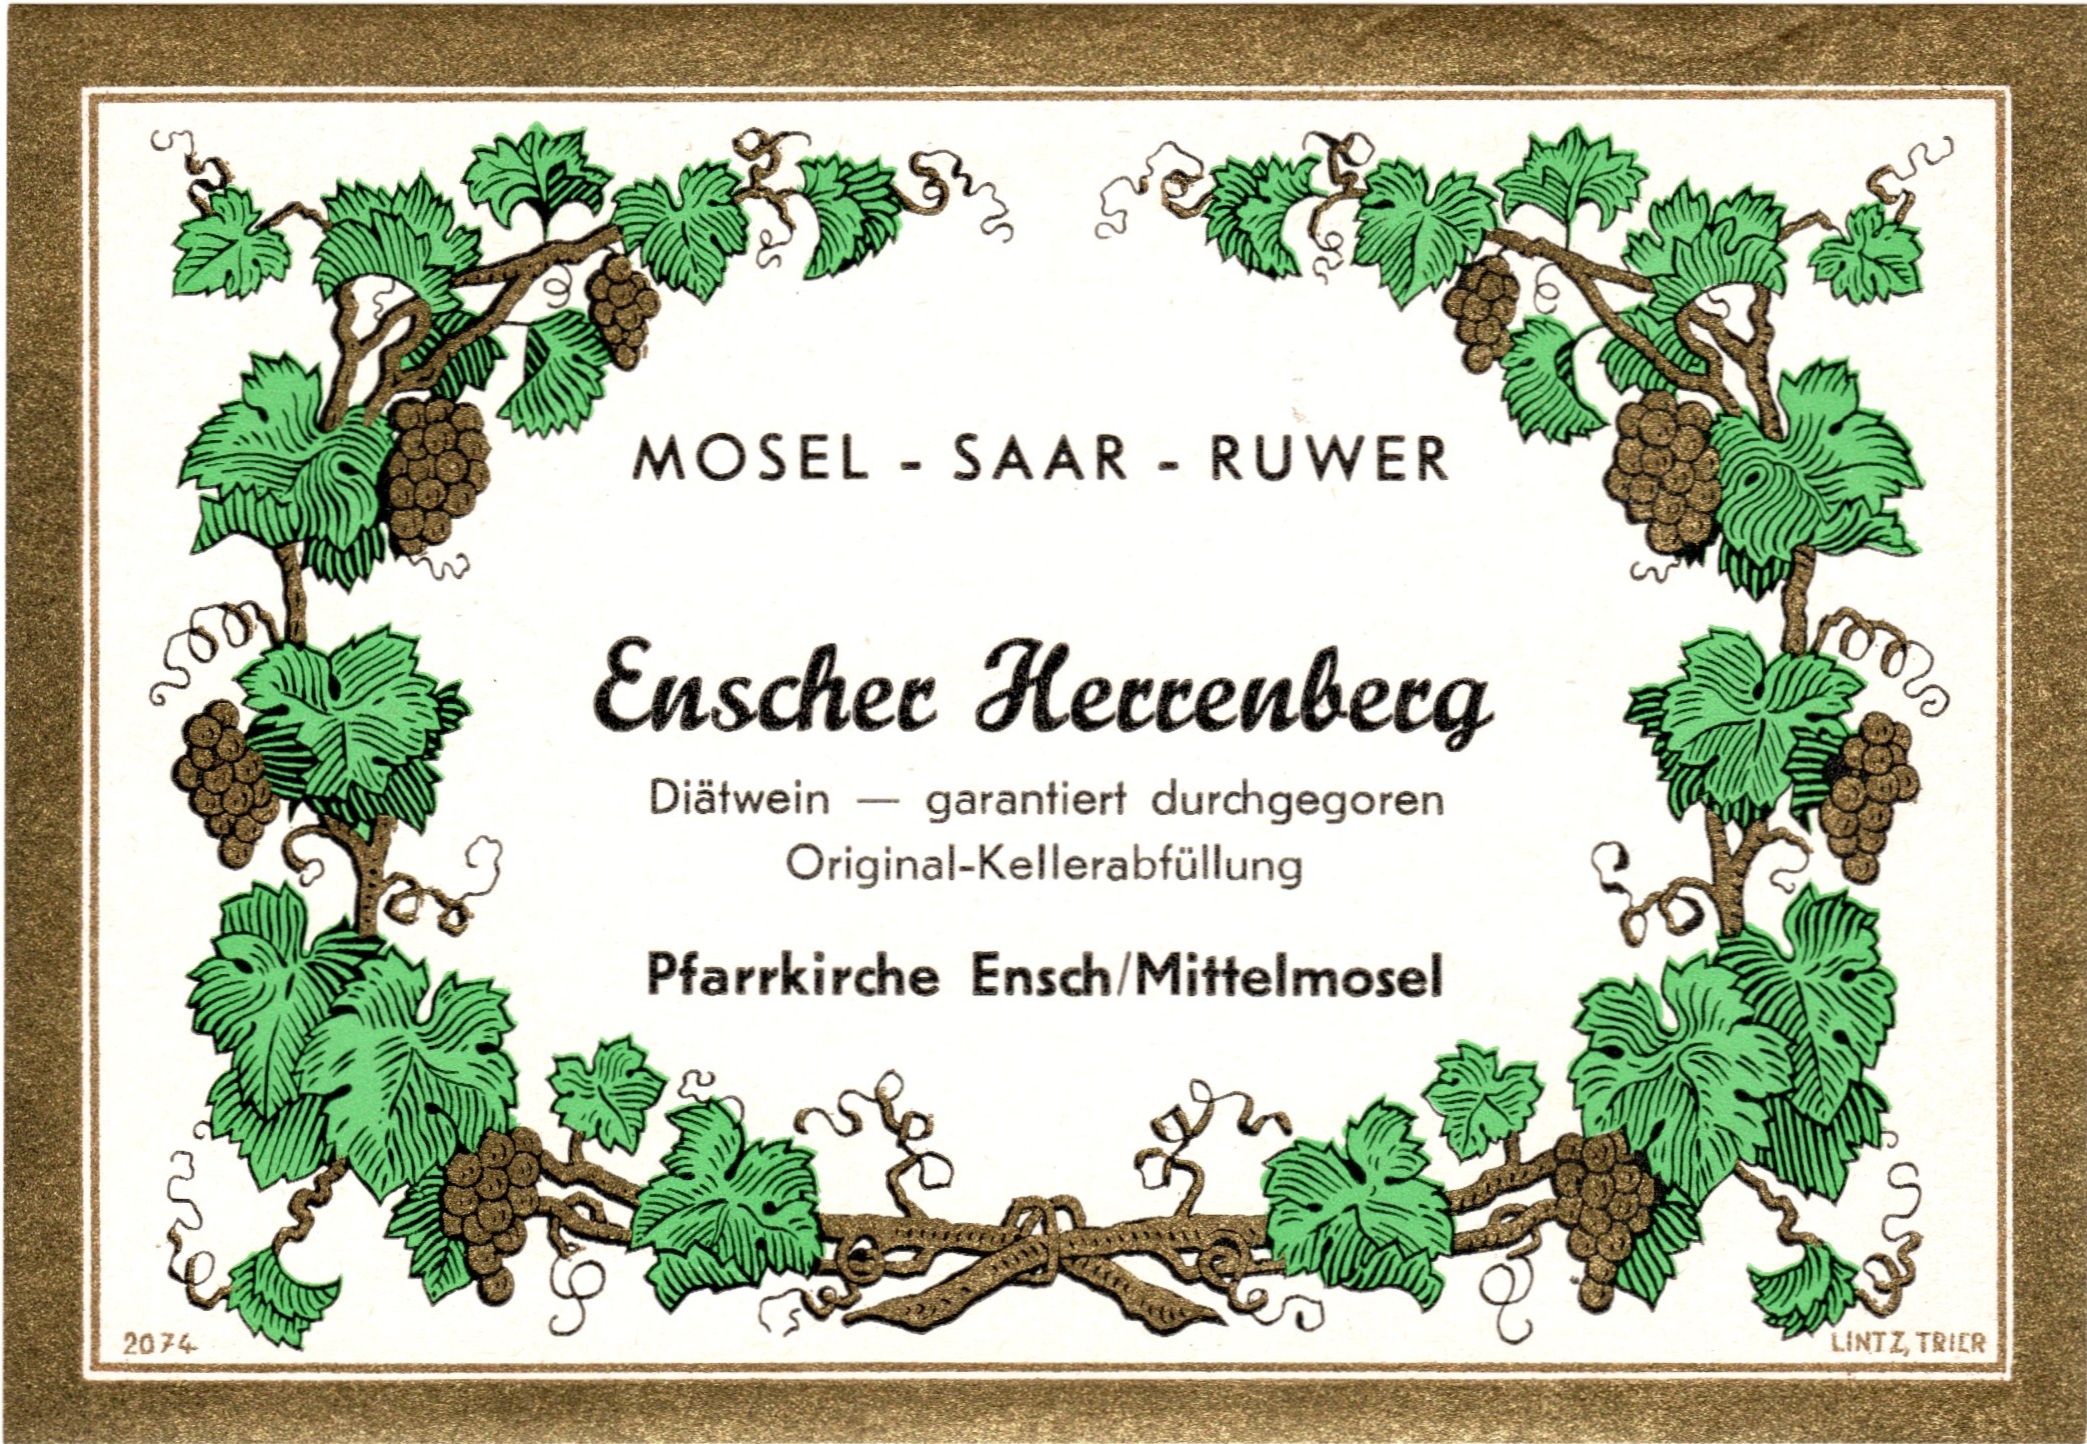 MOSEL - SAAR - RUWER
Enscher Herrenberg
Diätwein — garantiert durchgegoren
Original-Kellerabfüllung
Pfarrkirche Ensch/Mittelmosel
2074
LINTZ, TRIER